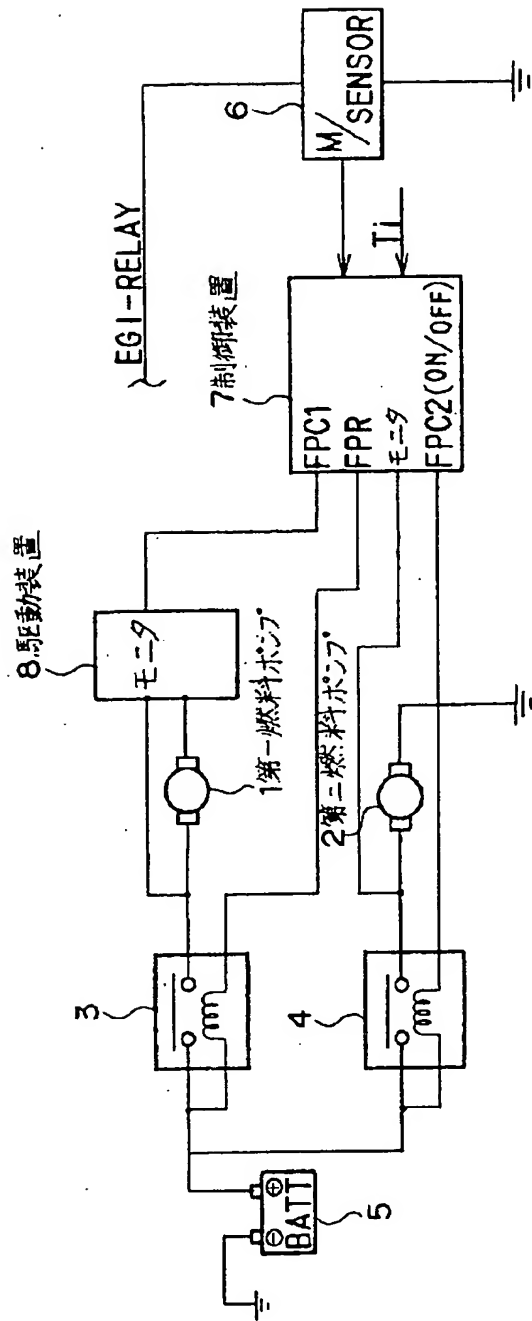 EGI-RELAY
6
M/
SENSOR
Ti
7制御装置
FPC1
FPR
モニタ
FPC2(ON/OFF)
8駆動装置
モニタ
1第一燃料ポンプ
2第二燃料ポンプ
3
4
⊖ ⊕
BATT
5